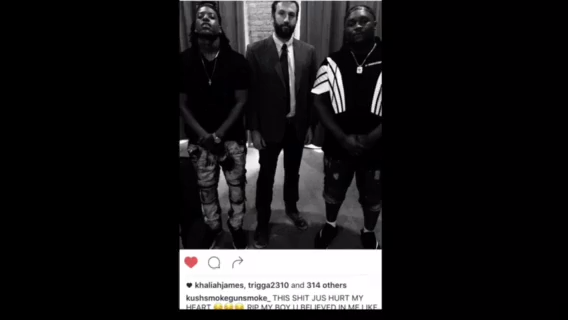 khaliahjames, trigga2310 and 314 others
kushsmokegunsmoke_ THIS SHIT JUS HURT MY
HEART 😢😢😢 RIP MY BOY U BELIEVED IN ME LIKE